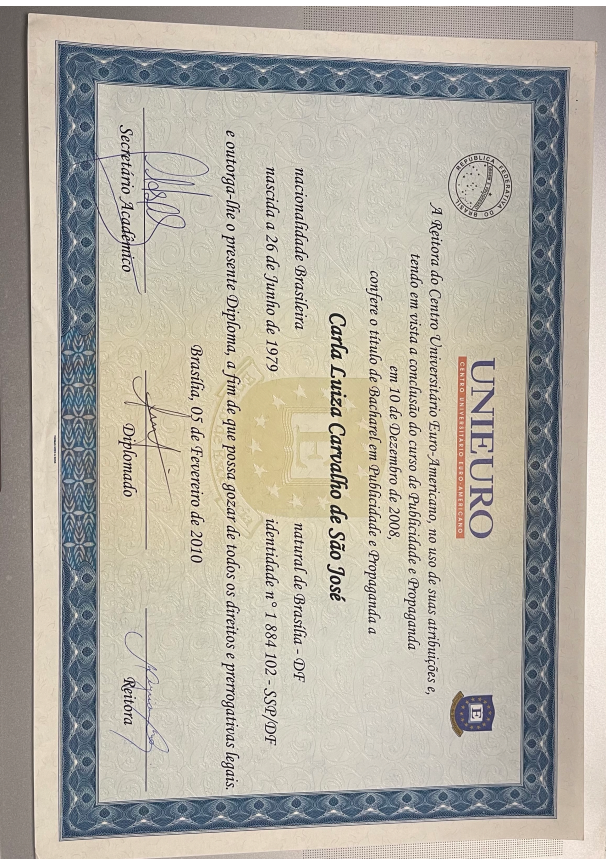 REPÚBLICA FEDERATIVA DO BRASIL
UNIEURO
CENTRO UNIVERSITÁRIO EURO-AMERICANO
E
A Reitora do Centro Universitário Euro-Americano, no uso de suas atribuições e,
tendo em vista a conclusão do curso de Publicidade e Propaganda
em 10 de Dezembro de 2008,
confere o título de Bacharel em Publicidade e Propaganda a
Carla Luiza Carvalho de São José
nacionalidade Brasileira natural de Brasília - DF
nascida a 26 de Junho de 1979 identidade nº 1 884 102 - SSP/DF
e outorga-lhe o presente Diploma, a fim de que possa gozar de todos os direitos e prerrogativas legais.
Brasília, 05 de Fevereiro de 2010
Secretário Acadêmico Diplomado Reitora